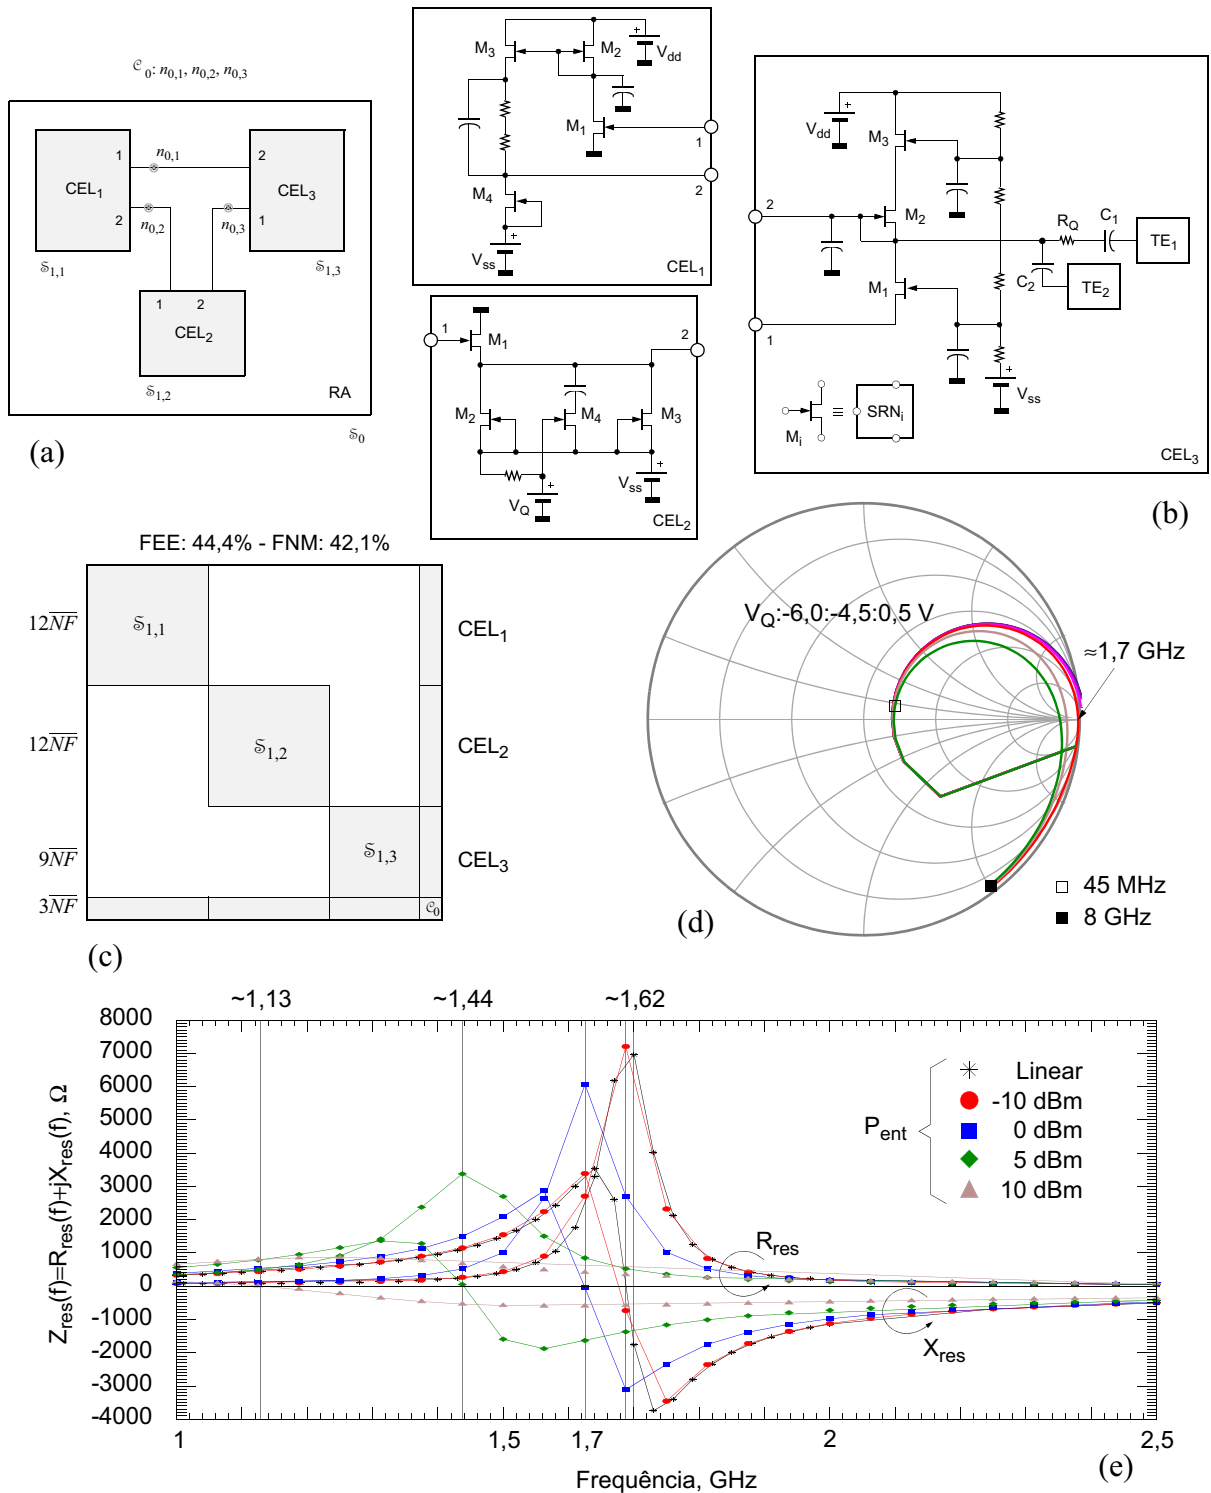 (a)
𝒞0: n0,1, n0,2, n0,3
CEL1
1
2
n0,1
n0,2
n0,3
2
1
CEL3
𝕊1,1
𝕊1,3
1
2
CEL2
𝕊1,2
RA
𝕊0
M3
M2
+
Vdd
M1
1
2
M4
+
Vss
CEL1
1
M1
2
M2
M4
M3
+
VQ
+
Vss
CEL2
+
Vdd
M3
2
M2
RQ
C1
TE1
C2
TE2
M1
1
+
Vss
Mi
≡
SRNi
CEL3
(b)
FEE: 44,4% - FNM: 42,1%
12NF
𝕊1,1
CEL1
12NF
𝕊1,2
CEL2
9NF
𝕊1,3
CEL3
3NF
𝒞0
(c)
VQ:-6,0:-4,5:0,5 V
≈1,7 GHz
45 MHz
8 GHz
(d)
~1,13
~1,44
~1,62
8000
7000
6000
5000
4000
3000
2000
1000
0
-1000
-2000
-3000
-4000
Zres(f)=Rres(f)+jXres(f), Ω
Pent
Linear
-10 dBm
0 dBm
5 dBm
10 dBm
Rres
Xres
1
1,5
1,7
2
2,5
Frequência, GHz
(e)